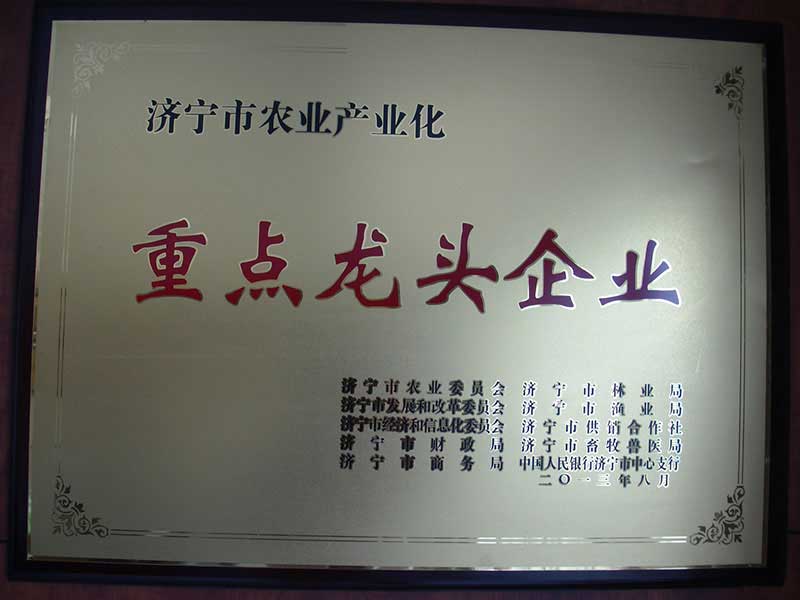 济宁市农业产业化
重点龙头企业
济宁市农业委员会 济宁市林业局
济宁市发展和改革委员会 济宁市渔业局
济宁市经济和信息化委员会 济宁市供销合作社
济宁市财政局 济宁市畜牧兽医局
济宁市商务局 中国人民银行济宁市中心支行
二〇一三年八月